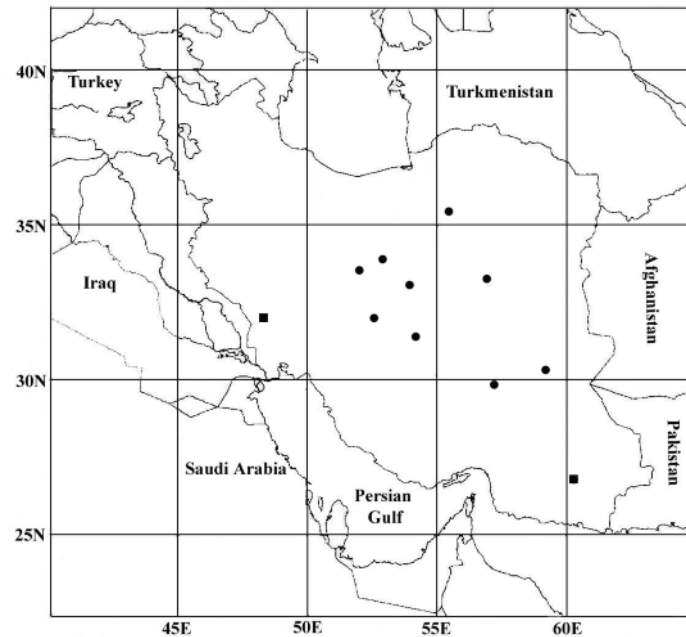 40N
Turkey
Turkmenistan
35N
Iraq
Afghanistan
30N
Saudi Arabia
Pakistan
Persian
Gulf
25N
45E
50E
55E
60E